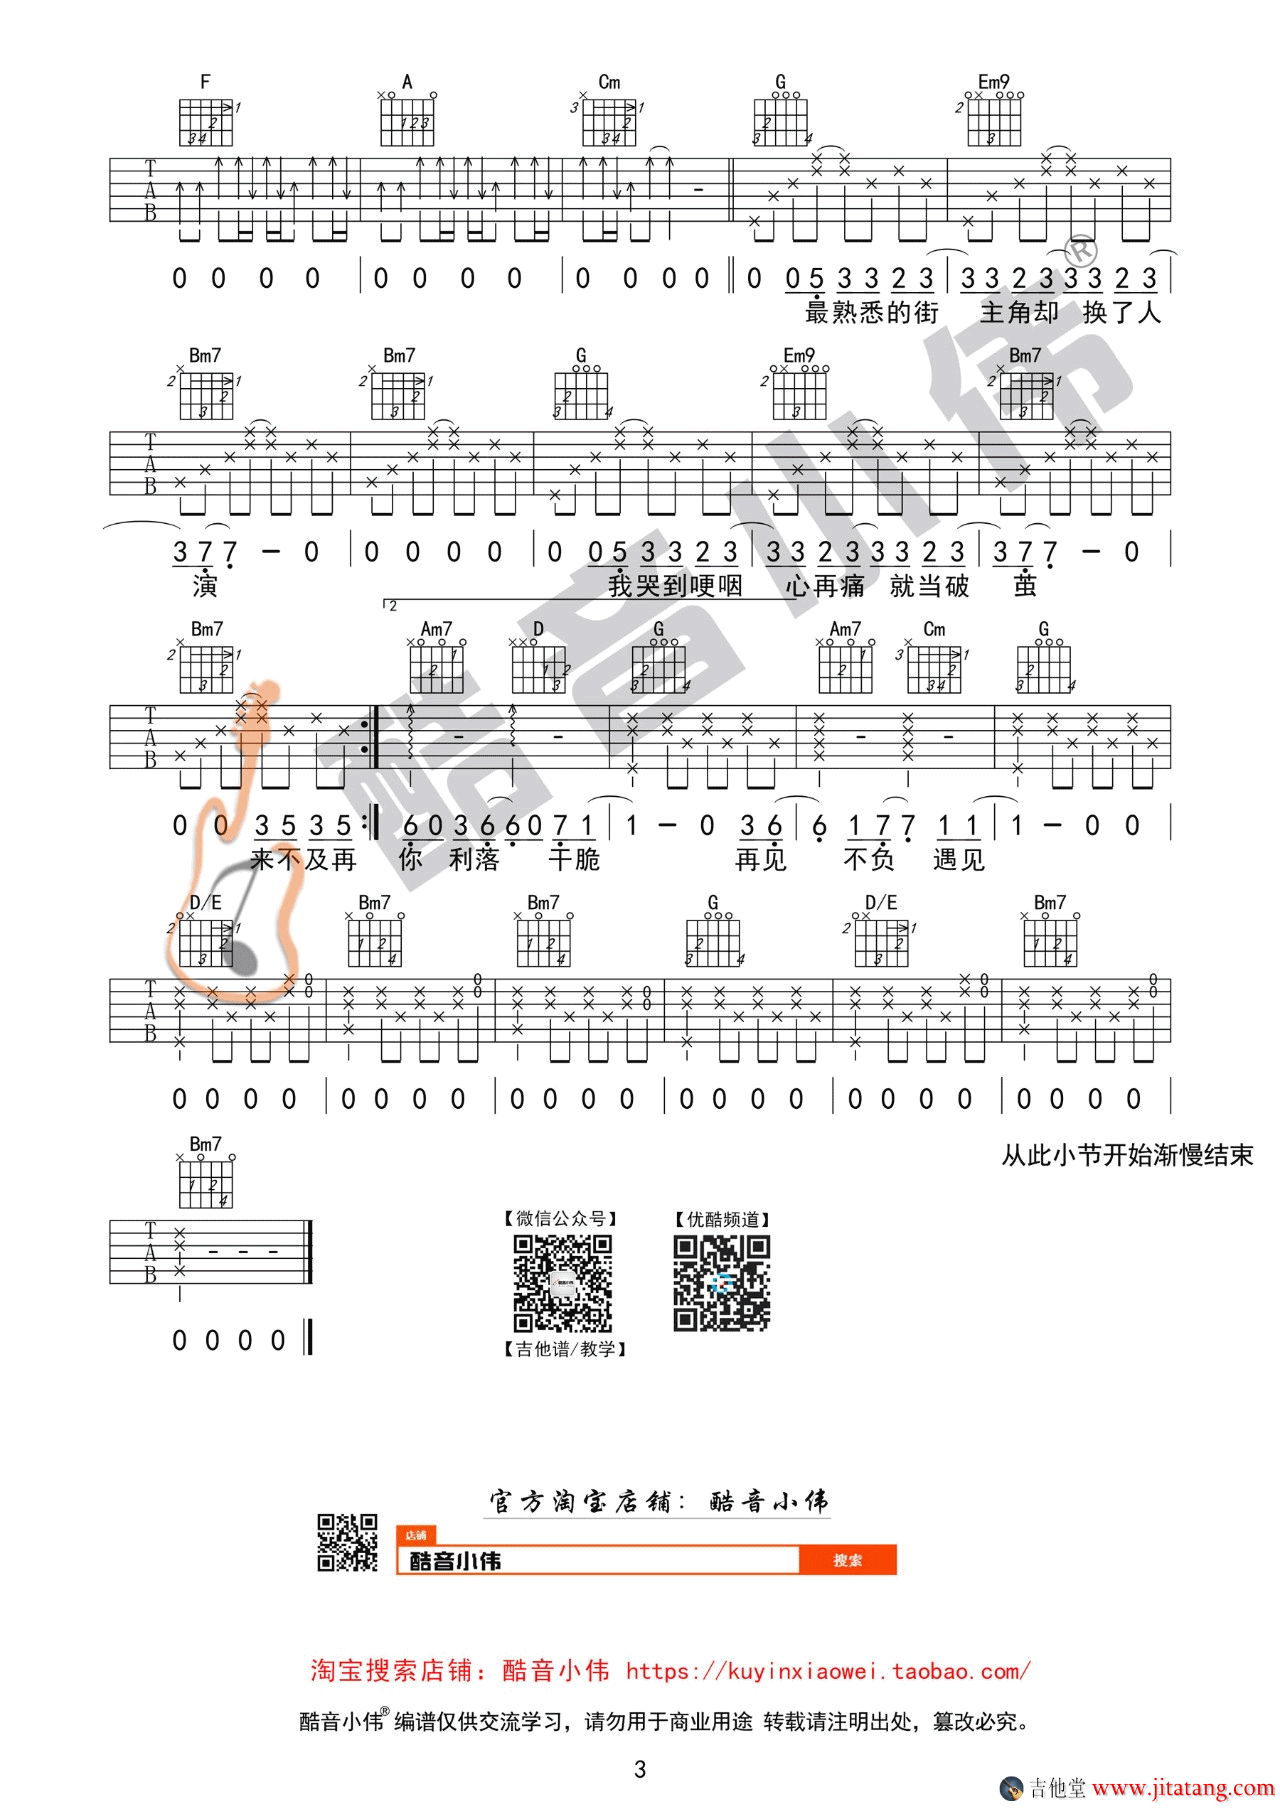 F A Cm G Em9
T A B
0 0 0 0 | 0 0 0 0 | 0 0 0 0 || 0 05 33 23 | 33 23 33 23 |
最熟悉的街 主角却 换了人
Bm7 Bm7 G Em9 Bm7
T A B
37 7 - 0 | 0 0 0 0 | 0 05 33 23 | 33 23 33 23 | 37 7 - 0 |
演 我哭到哽咽 心再痛 就当破 茧
2
Bm7 Am7 D G Am7 Cm G
T A B
0 0 35 35 :|| 60 36 60 71 | 1 - 0 36 | 6 17 7 11 | 1 - 0 0
来不及再 你 利落 干脆 再见 不负 遇见
D/E Bm7 Bm7 G D/E Bm7
T A B
0 0 0 0 | 0 0 0 0 | 0 0 0 0 | 0 0 0 0 | 0 0 0 0 | 0 0 0 0 |
从此小节开始渐慢结束
Bm7
T A B
0 0 0 0
【微信公众号】 【优酷频道】
【吉他谱/教学】
酷音小伟®
官方淘宝店铺：酷音小伟
店铺
酷音小伟 搜索
淘宝搜索店铺：酷音小伟 https://kuyinxiaowei.taobao.com/
酷音小伟® 编谱仅供交流学习，请勿用于商业用途 转载请注明出处，篡改必究。
3
吉他堂 www.jitatang.com